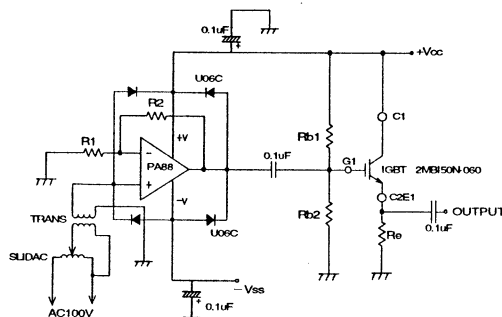 0.1uF
+Vcc
U06C
R2
C1
R1
+V
Rb1
PA88
0.1uF
G1
IGBT 2MBI50N-060
−V
C2E1
TRANS
Rb2
OUTPUT
U06C
Re
0.1uF
SLIDAC
−Vss
0.1uF
AC100V